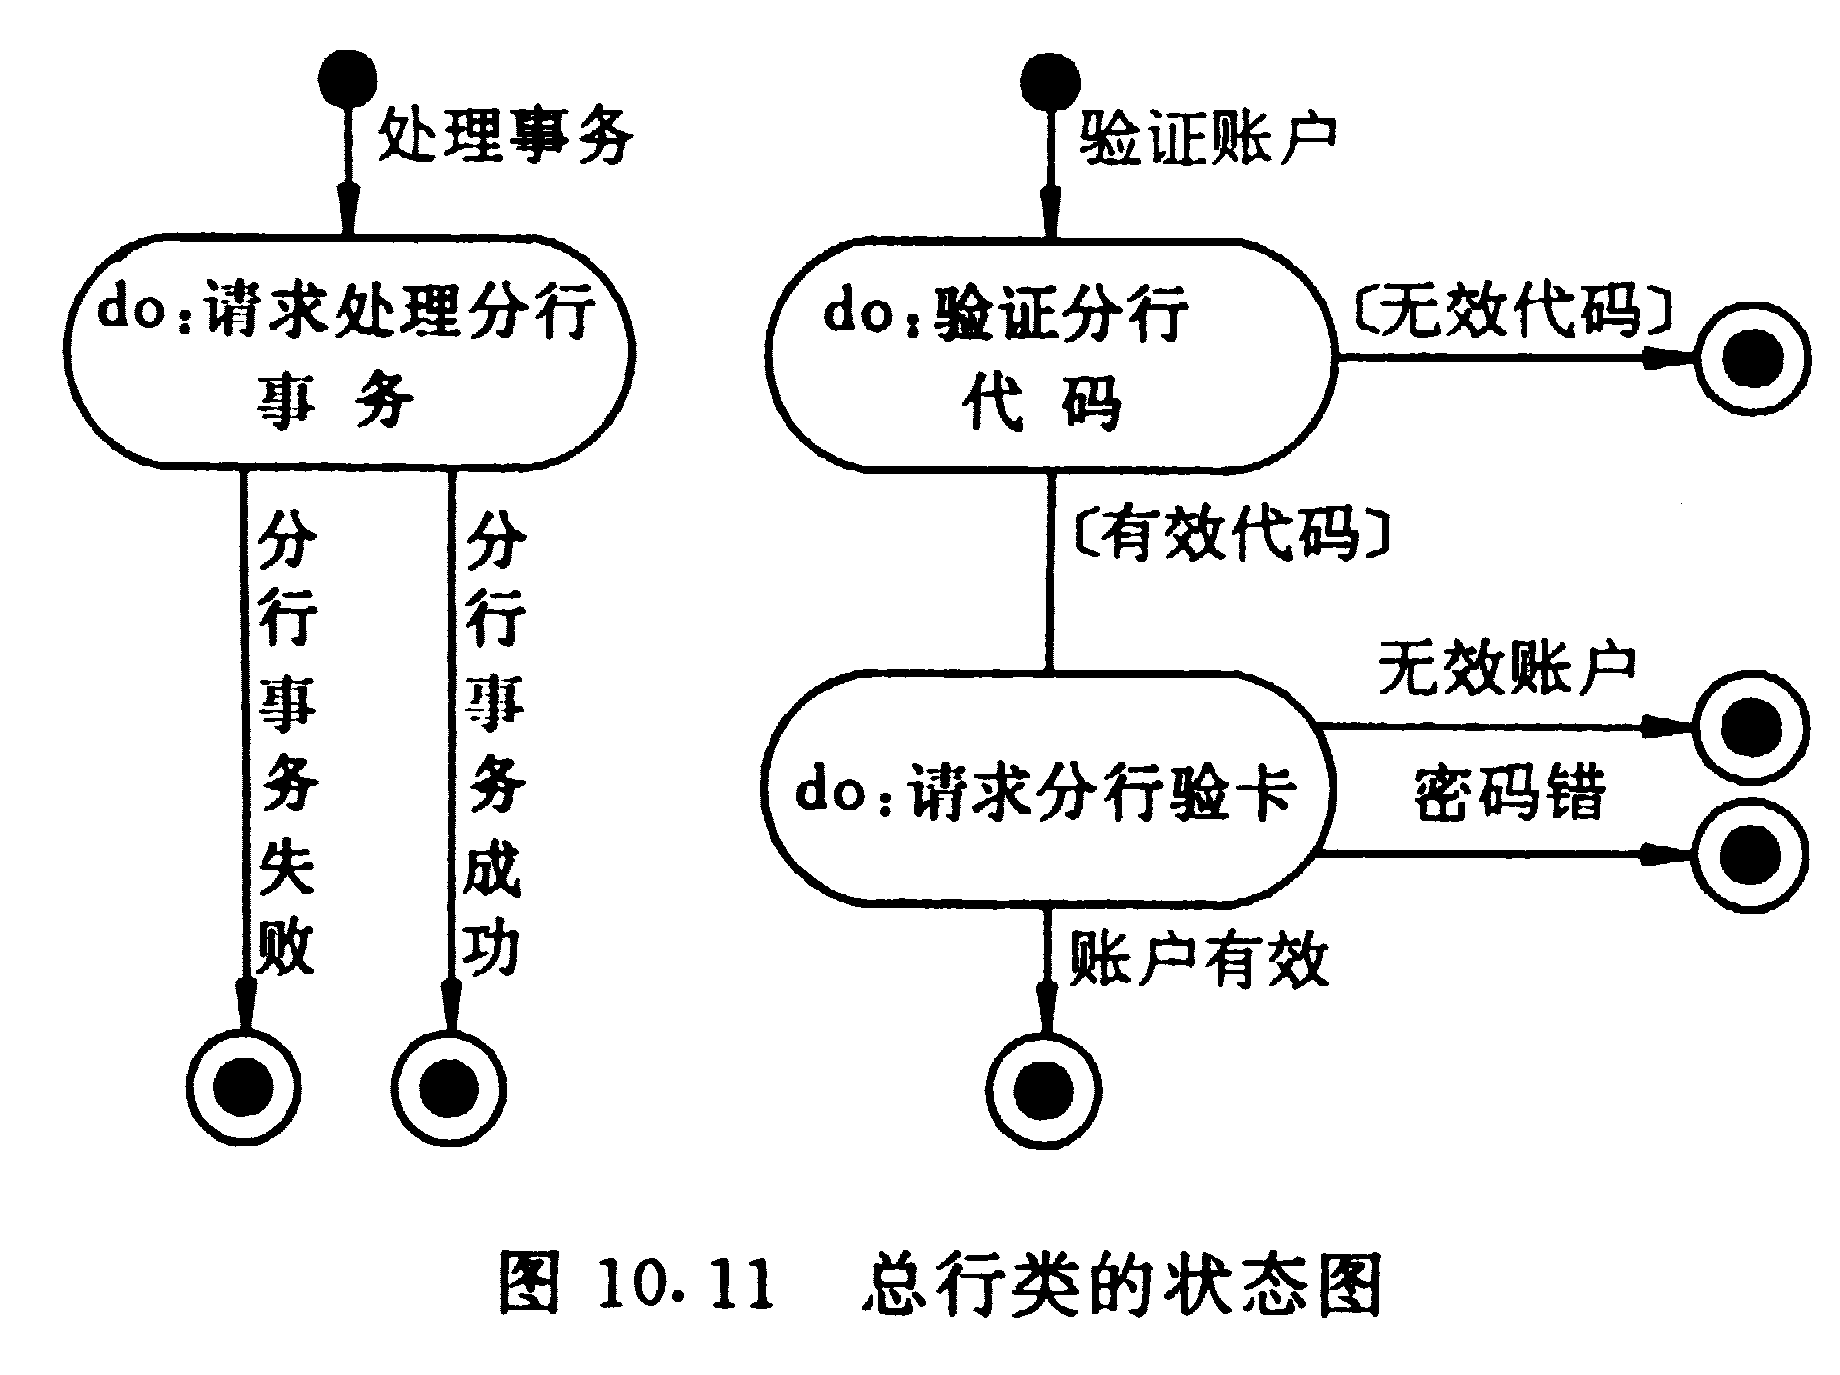 处理事务
do:请求处理分行
事务
分行事务失败
分行事务成功
验证账户
do:验证分行
代码
〔无效代码〕
〔有效代码〕
do:请求分行验卡
无效账户
密码错
账户有效
图 10.11 总行类的状态图